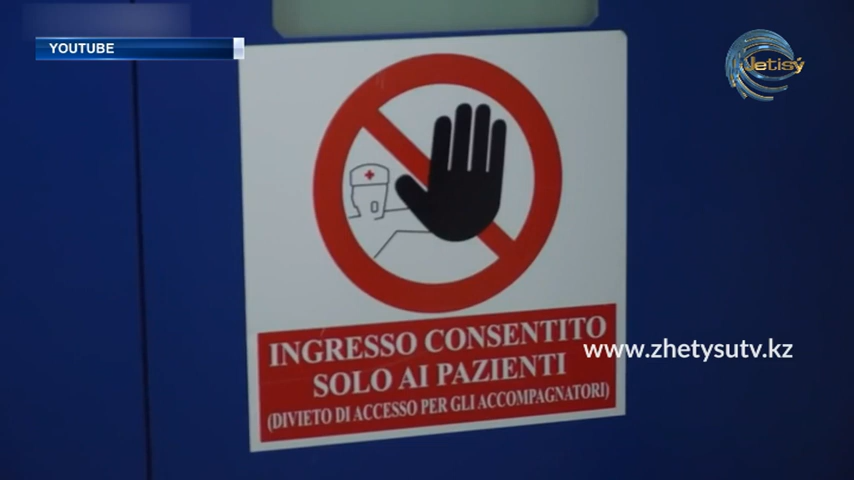 YOUTUBE
Jetisý
INGRESSO CONSENTITO
SOLO AI PAZIENTI
(DIVIETO DI ACCESSO PER GLI ACCOMPAGNATORI)
www.zhetysutv.kz